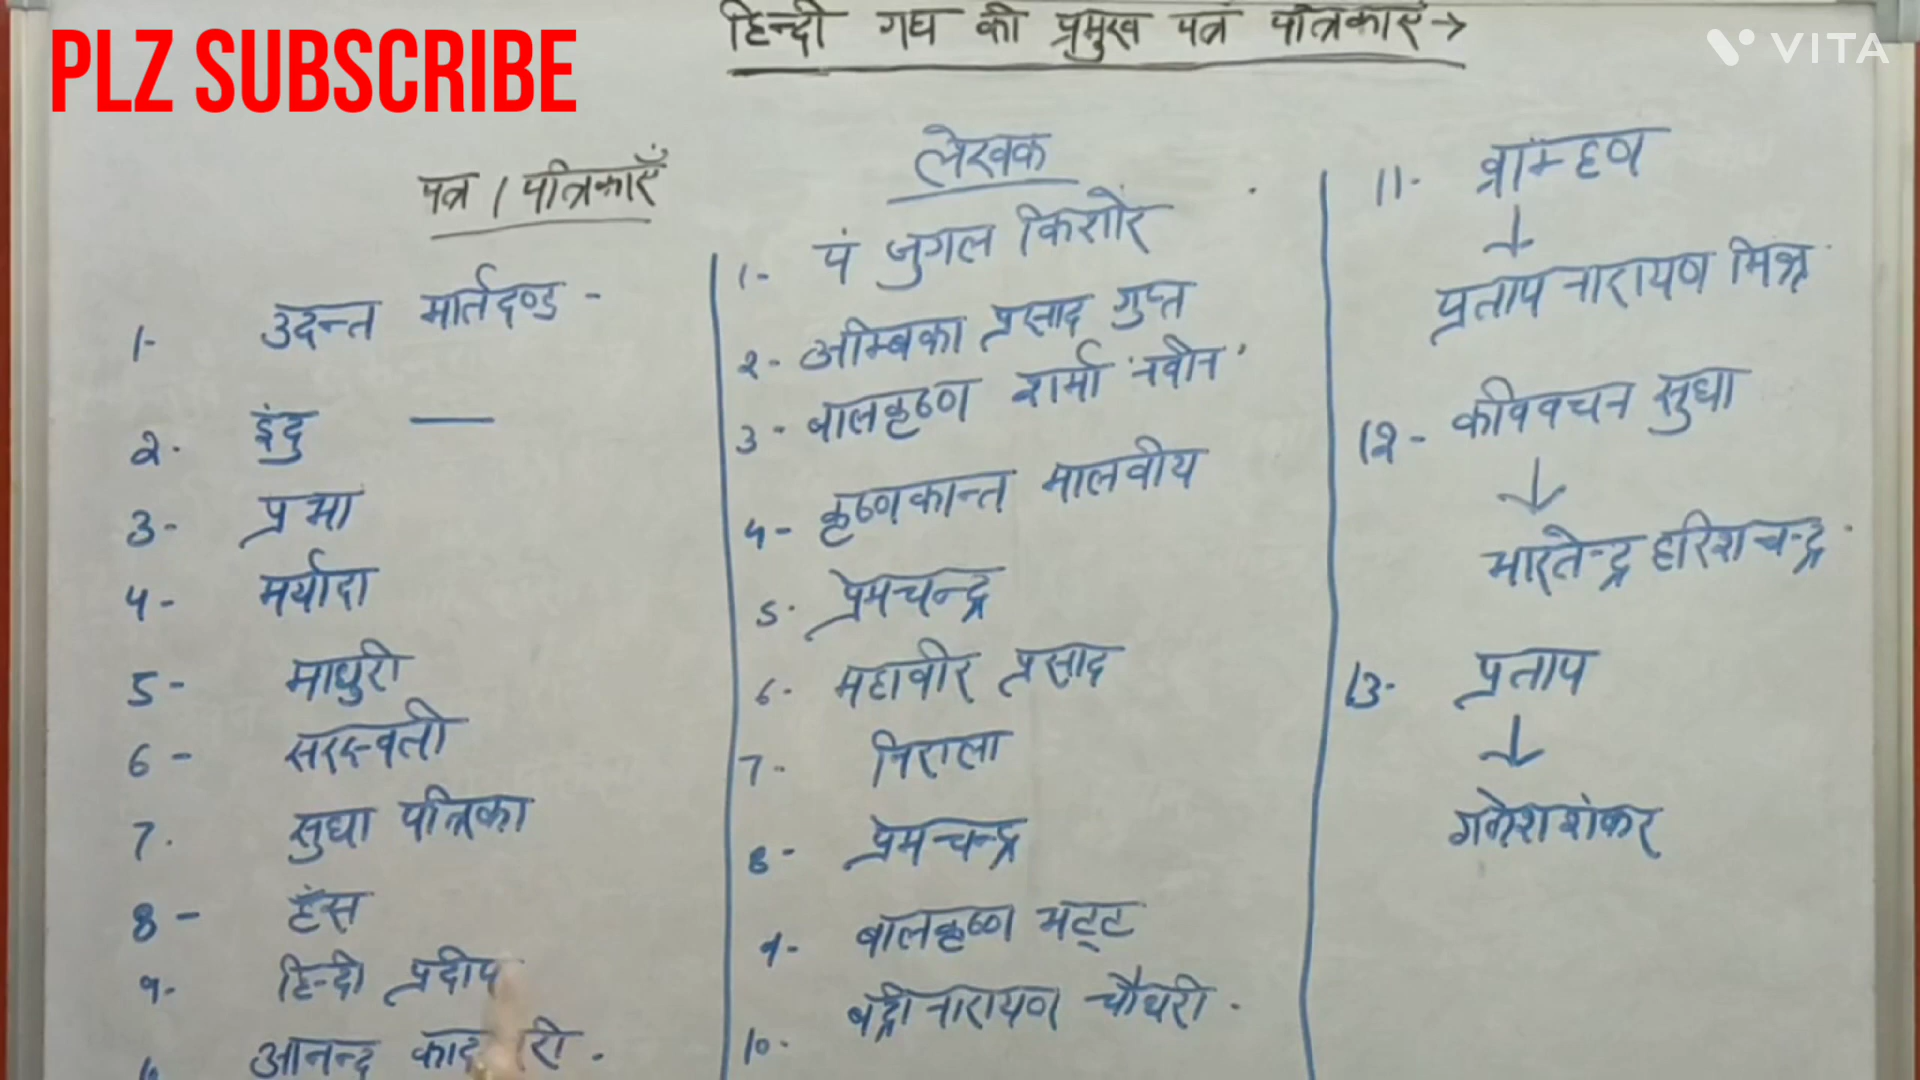 हिन्दी गद्य की प्रमुख पत्र पत्रिकाएं →
PLZ SUBSCRIBE
VITA
पत्र / पत्रिकाएँ
1- उदन्त मार्तदण्ड -
2. इंदु —
3- प्रभा
4- मर्यादा
5- माधुरी
6- सरस्वती
7. सुधा पत्रिका
8- हंस
9- हिन्दी प्रदीप
आनन्द
लेखक
1- पं जुगल किशोर
2- अम्बिका प्रसाद गुप्त
3- बालकृष्ण शर्मा 'नवीन'
4- कृष्णकान्त मालवीय
5. प्रेमचन्द्र
6- महावीर प्रसाद
7- निराला
8- प्रेमचन्द्र
9- बालकृष्ण भट्ट
10- बद्रीनारायण चौधरी .
11- ब्राम्हण
↓
प्रताप नारायण मिश्र
12- कविवचन सुधा
↓
भारतेन्द्र हरिशचन्द्र
13- प्रताप
↓
गणेशशंकर